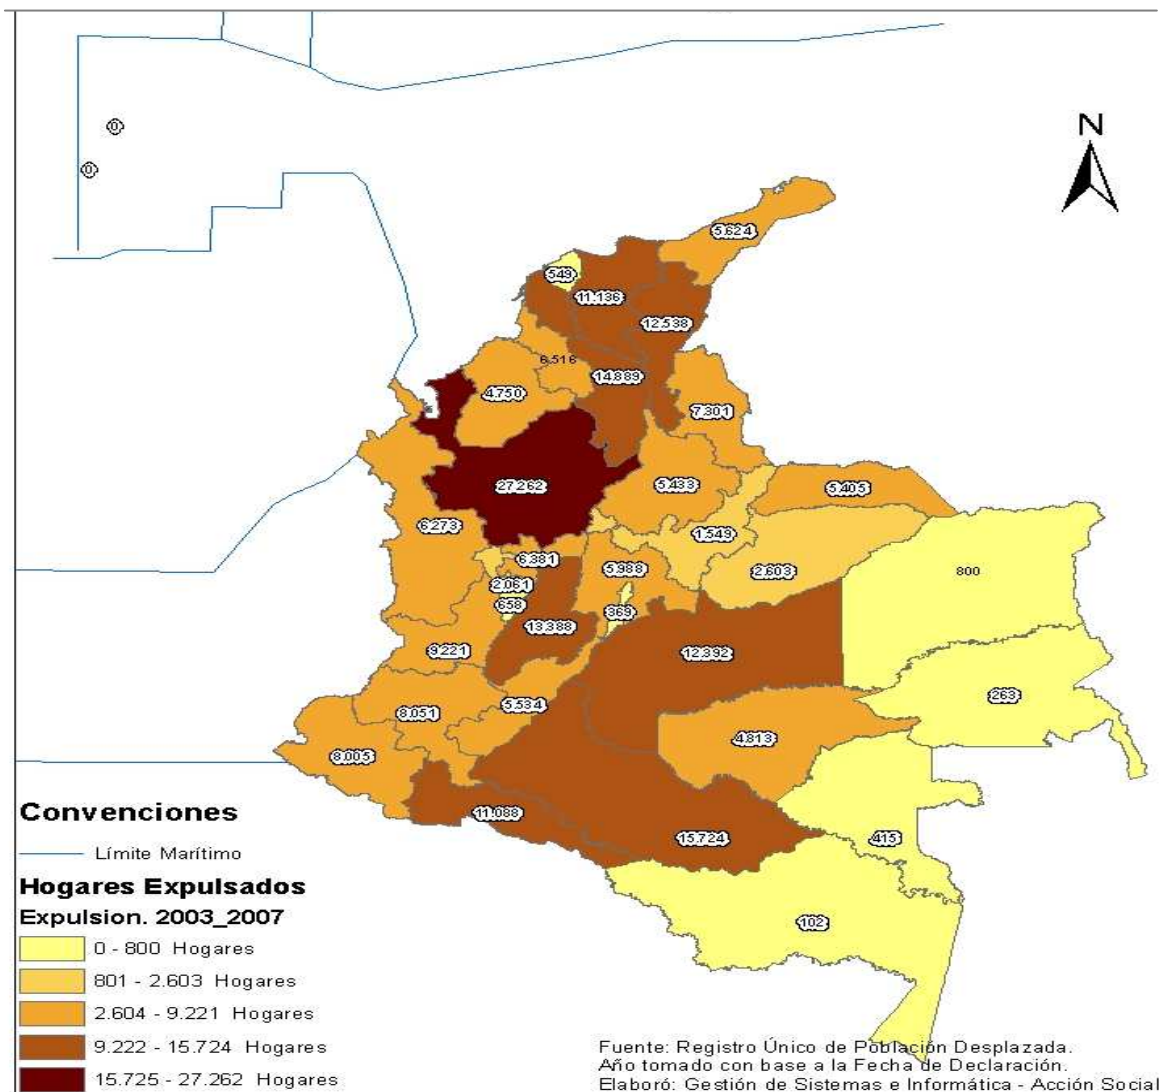 0
0
N
5.624
549
11.136
12.538
6.516
14.889
4.750
7.301
27.262
5.433
5.405
6.273
1.549
6.381
5.988
2.603
800
2.061
658
369
13.388
9.221
12.392
263
5.534
8.051
4.813
8.005
11.088
15.724
415
102
Convenciones
Límite Marítimo
Hogares Expulsados
Expulsion. 2003_2007
0 - 800 Hogares
801 - 2.603 Hogares
2.604 - 9.221 Hogares
9.222 - 15.724 Hogares
15.725 - 27.262 Hogares
Fuente: Registro Único de Población Desplazada.
Año tomado con base a la Fecha de Declaración.
Elaboró: Gestión de Sistemas e Informática - Acción Social